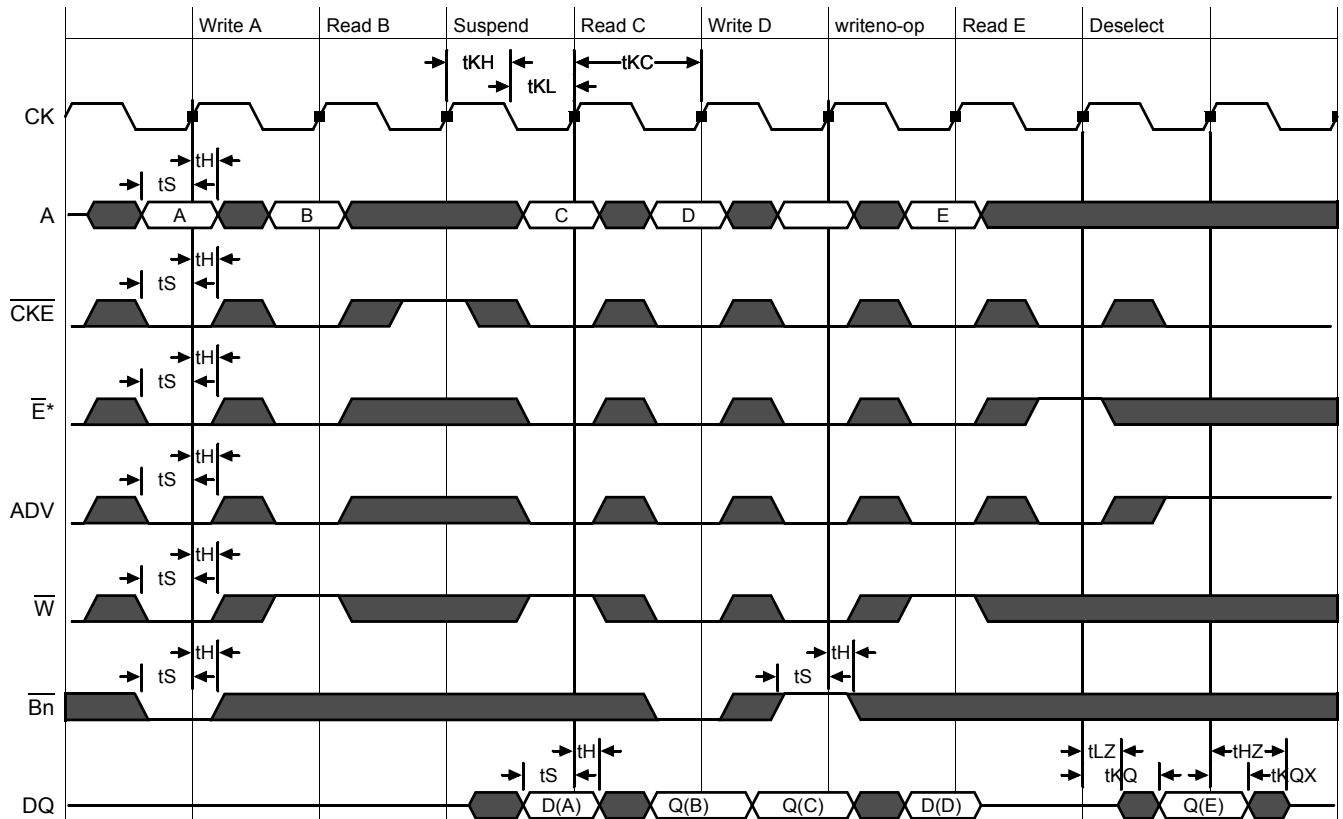 Write A Read B Suspend Read C Write D writeno-op Read E Deselect
tKH tKC
tKL
CK
tH
tS
A A B C D E
tH
tS
CKE
tH
tS
E*
tH
tS
ADV
tH
tS
W
tH tH
tS tS
Bn
tH tLZ tHZ
tS tKQ tKQX
DQ D(A) Q(B) Q(C) D(D) Q(E)